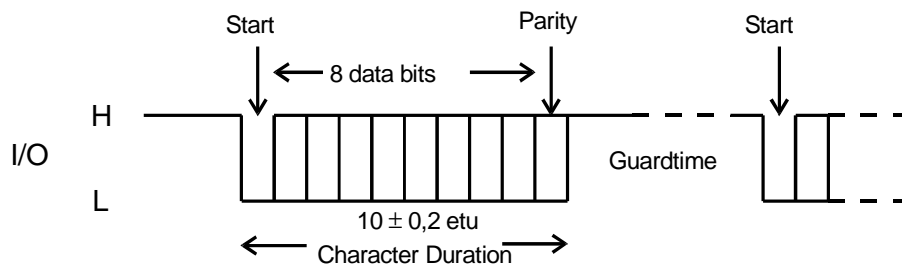 Start Parity Start
8 data bits
H
I/O Guardtime
L
10 ± 0,2 etu
Character Duration